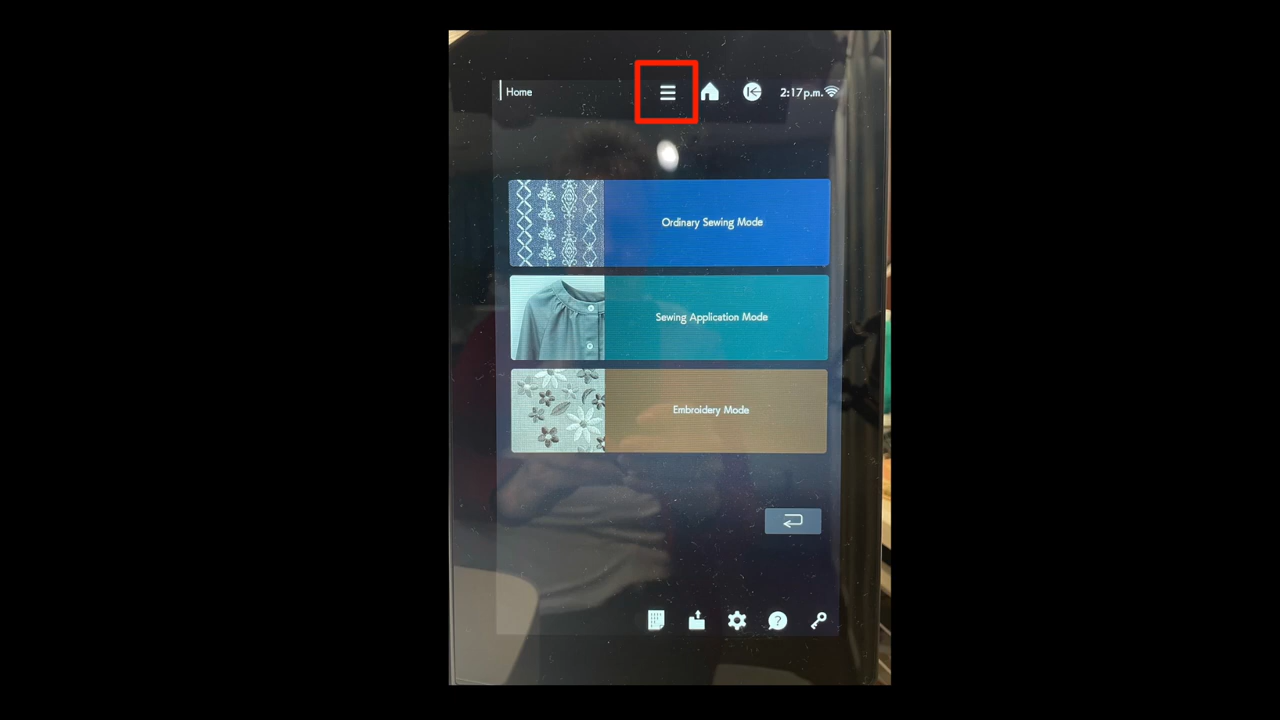 Home
2:17p.m.
Ordinary Sewing Mode
Sewing Application Mode
Embroidery Mode
?